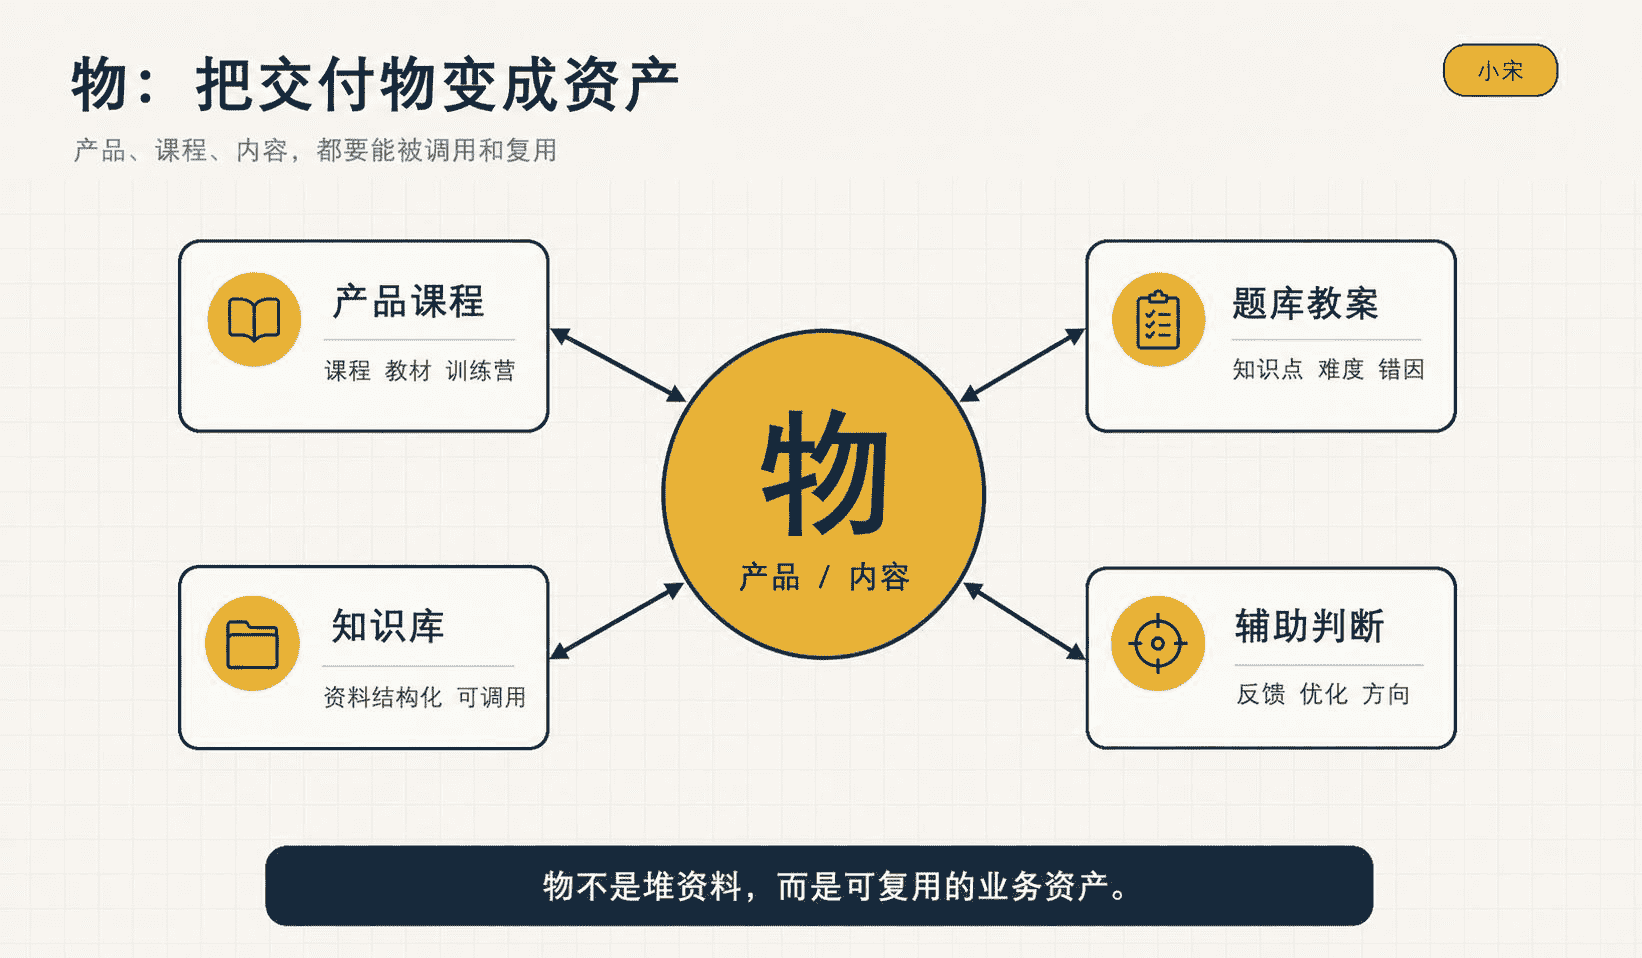 物：把交付物变成资产
小宋
产品、课程、内容，都要能被调用和复用
产品课程
课程 教材 训练营
题库教案
知识点 难度 错因
物
产品 / 内容
知识库
资料结构化 可调用
辅助判断
反馈 优化 方向
物不是堆资料，而是可复用的业务资产。